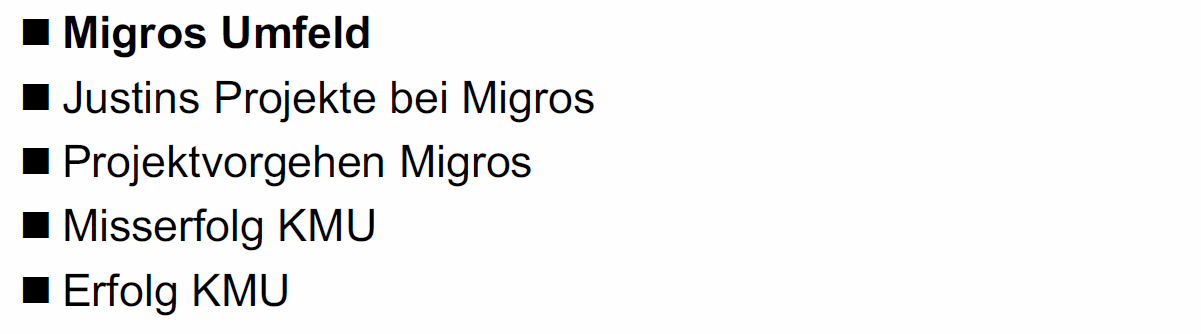 ■ Migros Umfeld
■ Justins Projekte bei Migros
■ Projektvorgehen Migros
■ Misserfolg KMU
■ Erfolg KMU